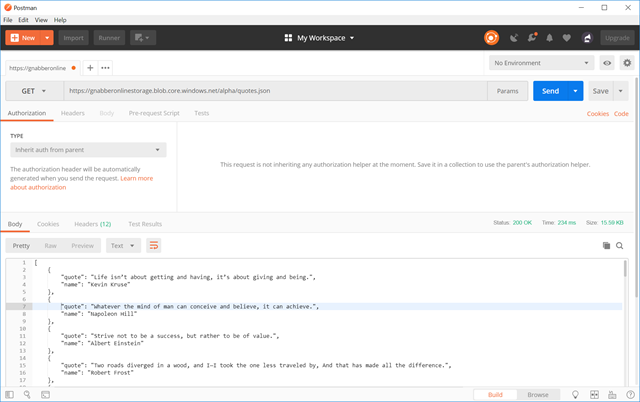 Postman
File Edit View Help
New Import Runner My Workspace Upgrade
https://gnabberonline No Environment
GET https://gnabberonlinestorage.blob.core.windows.net/alpha/quotes.json Params Send Save
Authorization Headers Body Pre-request Script Tests Cookies Code
TYPE
Inherit auth from parent
This request is not inheriting any authorization helper at the moment. Save it in a collection to use the parent's authorization helper.
The authorization header will be automatically
generated when you send the request. Learn more
about authorization
Body Cookies Headers (12) Test Results Status: 200 OK Time: 234 ms Size: 15.59 KB
Pretty Raw Preview Text
1 [
2 {
3 "quote": "Life isn’t about getting and having, it’s about giving and being.",
4 "name": "Kevin Kruse"
5 },
6 {
7 "quote": "Whatever the mind of man can conceive and believe, it can achieve.",
8 "name": "Napoleon Hill"
9 },
10 {
11 "quote": "Strive not to be a success, but rather to be of value.",
12 "name": "Albert Einstein"
13 },
14 {
15 "quote": "Two roads diverged in a wood, and I-I took the one less traveled by, And that has made all the difference.",
16 "name": "Robert Frost"
17 },
Build Browse